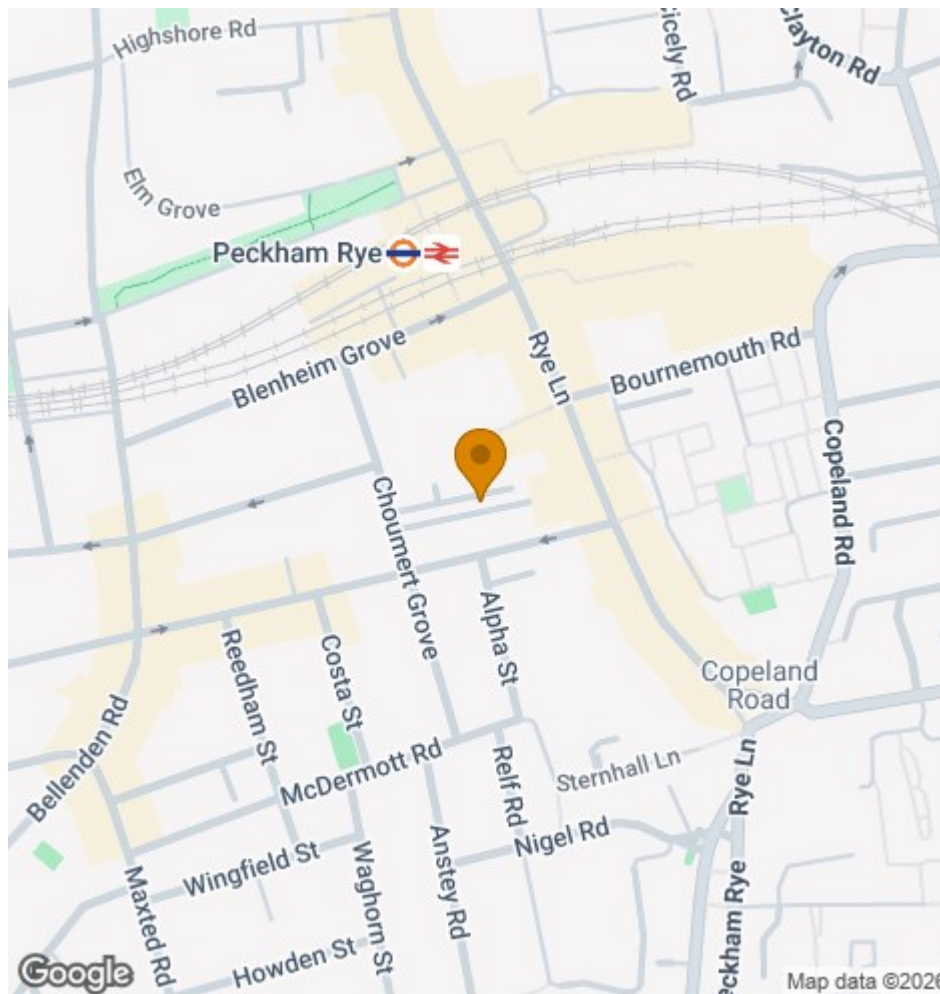 Highshore Rd
Cicely Rd
Clayton Rd
Elm Grove
Peckham Rye
Blenheim Grove
Rye Ln
Bournemouth Rd
Copeland Rd
Choumert Grove
Alpha St
Reedham St
Costa St
Copeland
Road
Bellenden Rd
McDermott Rd
Relf Rd
Sternhall Ln
Rye Ln
Nigel Rd
Anstey Rd
Wingfield St
Waghorn St
Maxted Rd
Howden St
Peckham Rye
Google
Map data ©2026